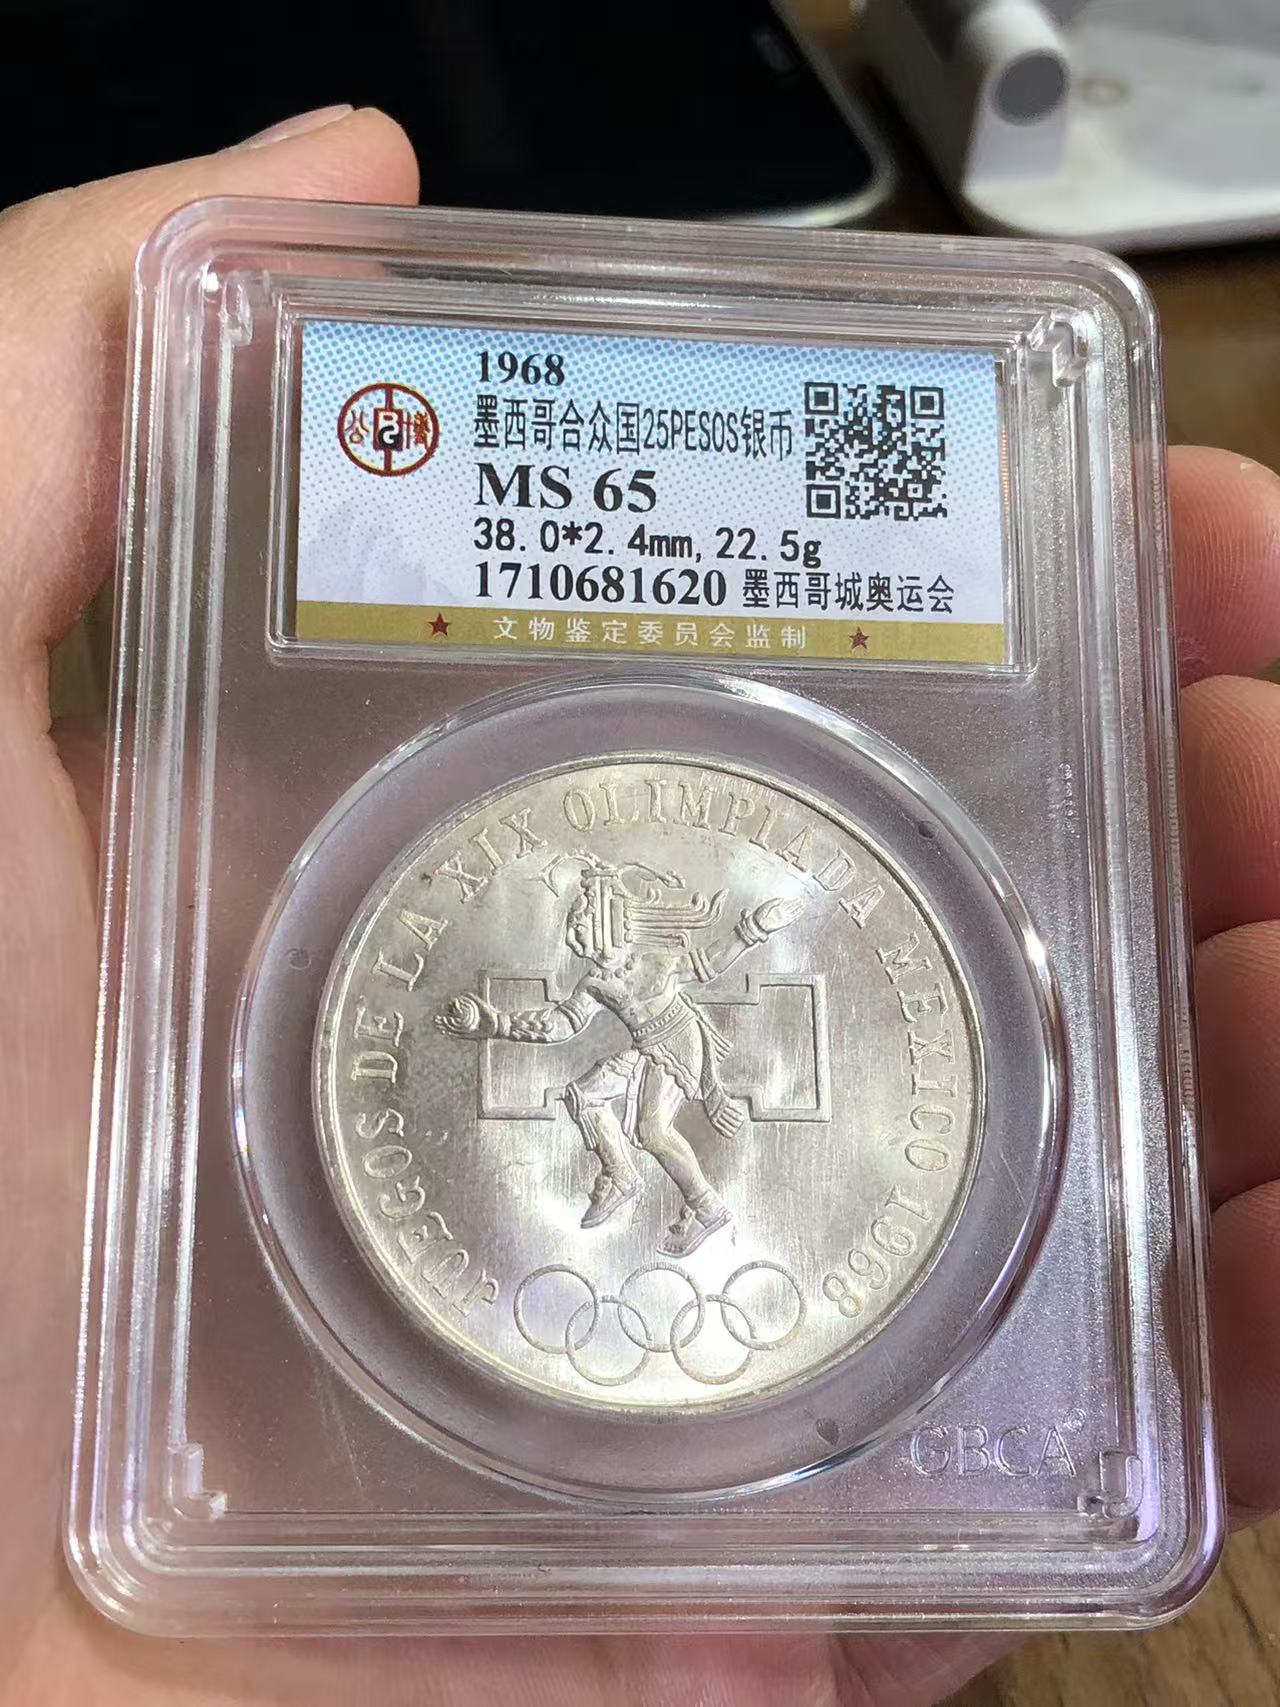 1968
墨西哥合众国25PESOS银币
MS 65
38.0*2.4mm,22.5g
1710681620 墨西哥城奥运会
★ 文物鉴定委员会监制 ★
公博
JUEGOS DE LA XIX OLIMPIADA MEXICO 1968
GBCA